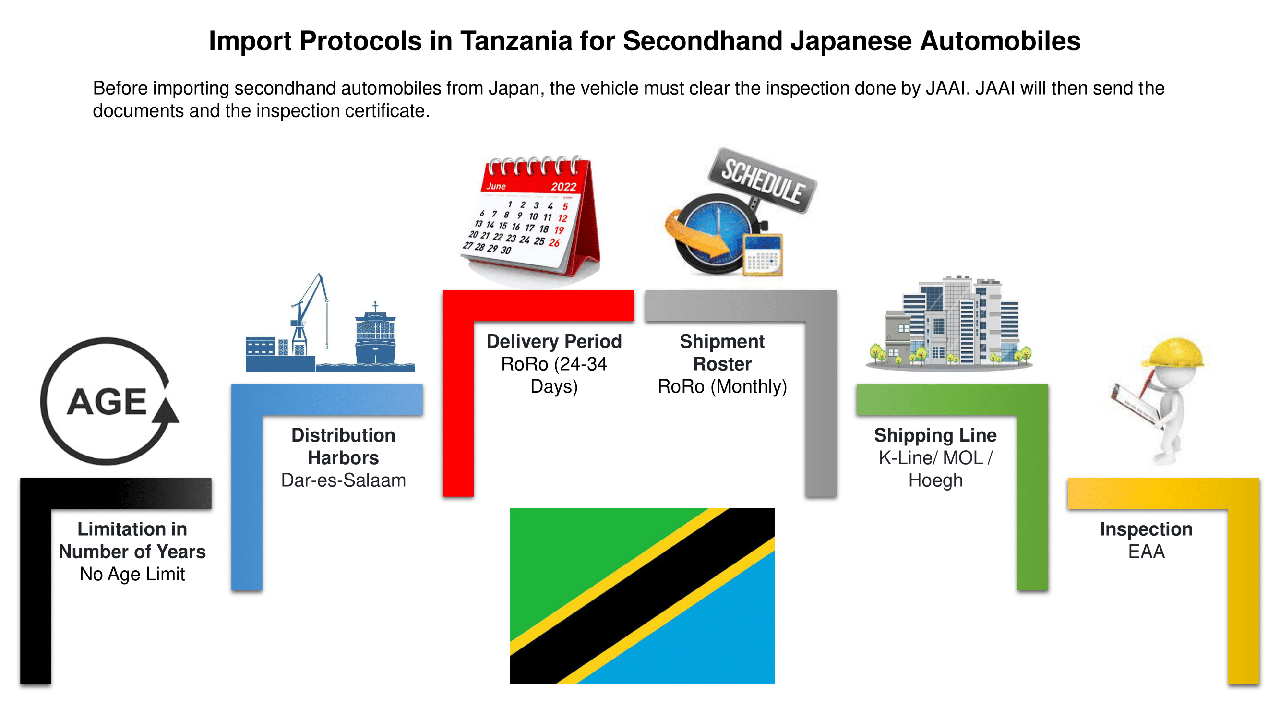 Import Protocols in Tanzania for Secondhand Japanese Automobiles
Before importing secondhand automobiles from Japan, the vehicle must clear the inspection done by JAAI. JAAI will then send the
documents and the inspection certificate.
June 2022
1 2 3 4 5
6 7 8 9 10 11 12
13 14 15 16 17 18 19
20 21 22 23 24 25 26
27 28 29 30
SCHEDULE
AGE
Delivery Period
RoRo (24-34
Days)
Shipment
Roster
RoRo (Monthly)
Distribution
Harbors
Dar-es-Salaam
Shipping Line
K-Line/ MOL /
Hoegh
Limitation in
Number of Years
No Age Limit
Inspection
EAA